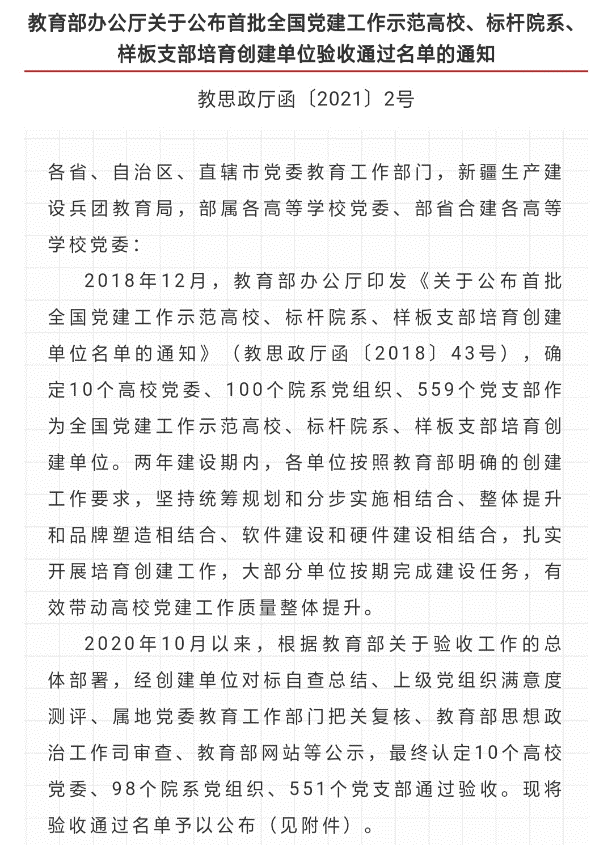 教育部办公厅关于公布首批全国党建工作示范高校、标杆院系、
样板支部培育创建单位验收通过名单的通知
教思政厅函〔2021〕2号
各省、自治区、直辖市党委教育工作部门，新疆生产建
设兵团教育局，部属各高等学校党委、部省合建各高等
学校党委：
2018年12月，教育部办公厅印发《关于公布首批
全国党建工作示范高校、标杆院系、样板支部培育创建
单位名单的通知》（教思政厅函〔2018〕43号），确
定10个高校党委、100个院系党组织、559个党支部作
为全国党建工作示范高校、标杆院系、样板支部培育创
建单位。两年建设期内，各单位按照教育部明确的创建
工作要求，坚持统筹规划和分步实施相结合、整体提升
和品牌塑造相结合、软件建设和硬件建设相结合，扎实
开展培育创建工作，大部分单位按期完成建设任务，有
效带动高校党建工作质量整体提升。
2020年10月以来，根据教育部关于验收工作的总
体部署，经创建单位对标自查总结、上级党组织满意度
测评、属地党委教育工作部门把关复核、教育部思想政
治工作司审查、教育部网站等公示，最终认定10个高校
党委、98个院系党组织、551个党支部通过验收。现将
验收通过名单予以公布（见附件）。